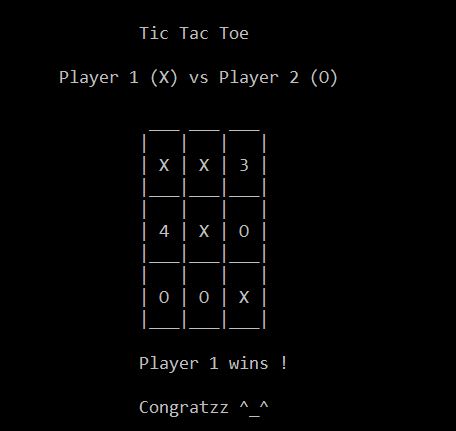 Tic Tac Toe
Player 1 (X) vs Player 2 (O)
X X 3
4 X O
O O X
Player 1 wins !
Congratzz ^_^